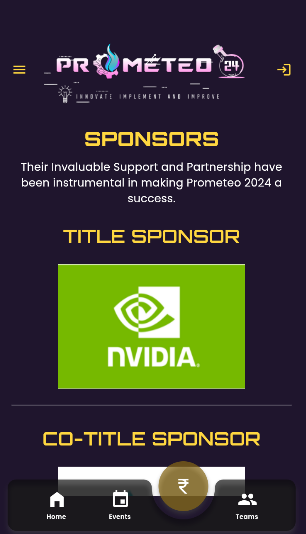 PROMETEO 24
INNOVATE IMPLEMENT AND IMPROVE
SPONSORS
Their Invaluable Support and Partnership have
been instrumental in making Prometeo 2024 a
success.
TITLE SPONSOR
NVIDIA.
CO-TITLE SPONSOR
₹
Home Events Teams